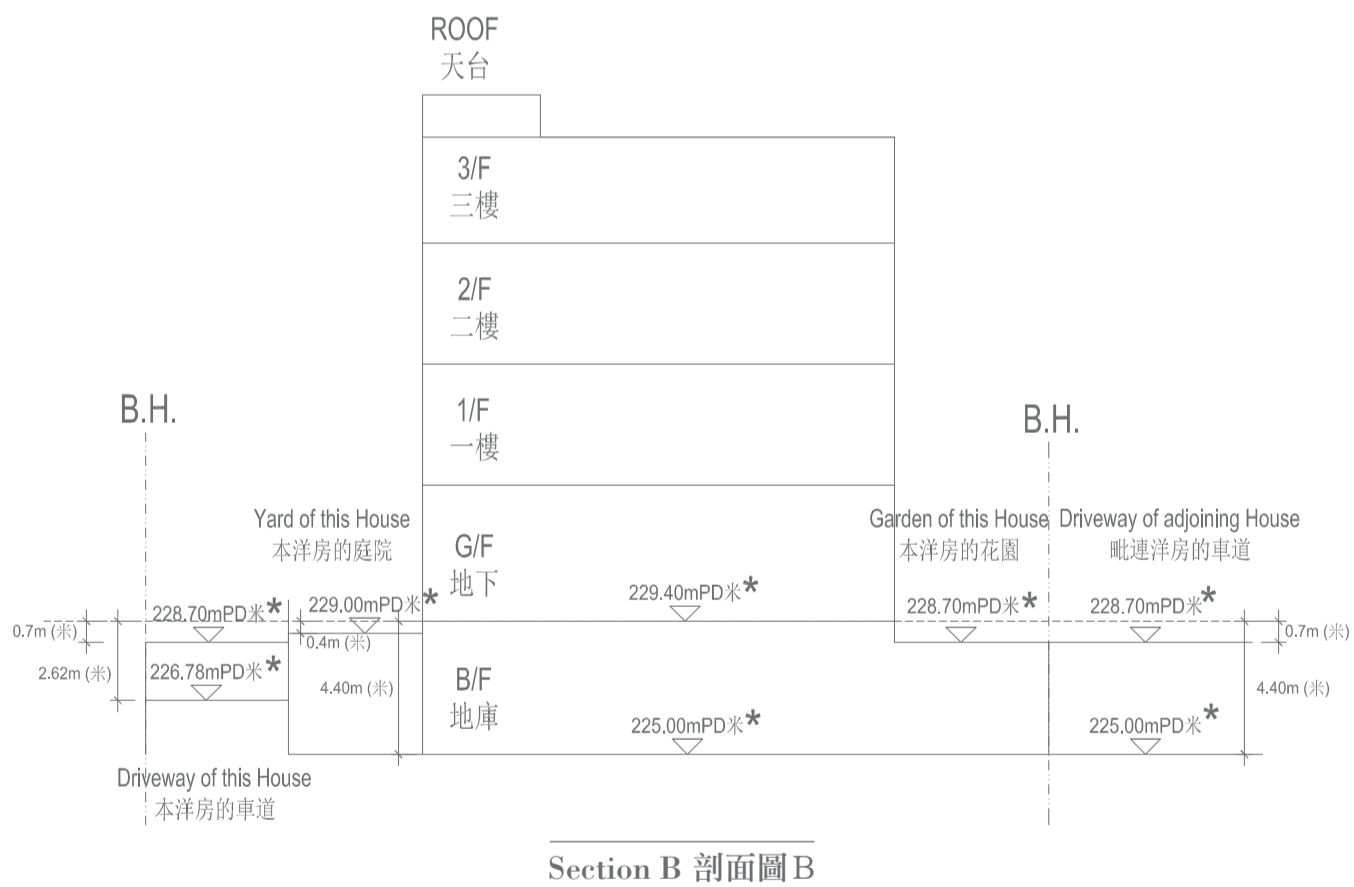 ROOF
天台
3/F
三樓
2/F
二樓
B.H.
1/F
一樓
B.H.
Yard of this House
本洋房的庭院
G/F
地下
Garden of this House
本洋房的花園
Driveway of adjoining House
毗連洋房的車道
228.70mPD米*
229.00mPD米*
229.40mPD米*
228.70mPD米*
228.70mPD米*
0.7m (米)
0.4m (米)
0.7m (米)
2.62m (米)
226.78mPD米*
4.40m (米)
B/F
地庫
4.40m (米)
225.00mPD米*
225.00mPD米*
Driveway of this House
本洋房的車道
Section B 剖面圖B